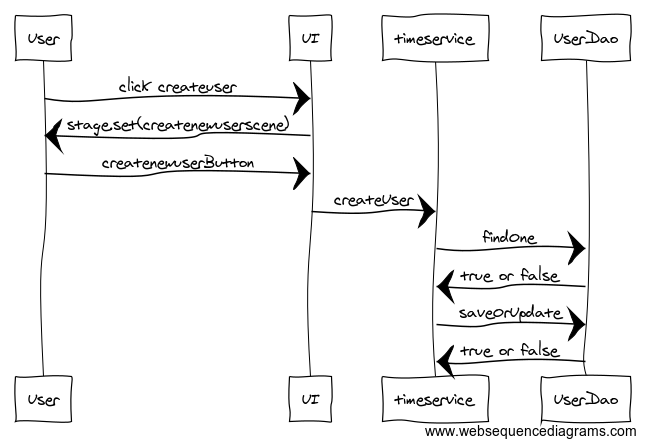 User UI timeservice UserDao
click createuser
stage.set(createnewuserscene)
createnewuserButton
createUser
findOne
true or false
saveOrUpdate
true or false
User UI timeservice UserDao
www.websequencediagrams.com